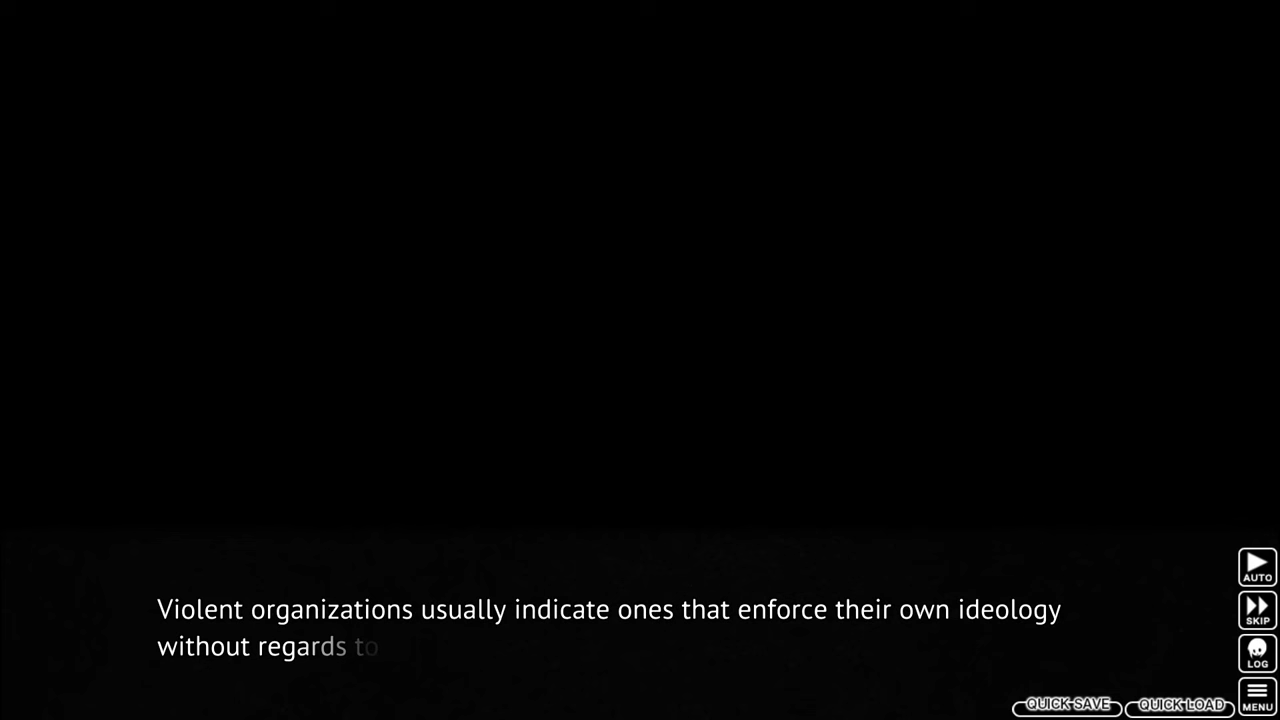 Violent organizations usually indicate ones that enforce their own ideology
without regards to
AUTO
SKIP
LOG
MENU
QUICK SAVE
QUICK LOAD